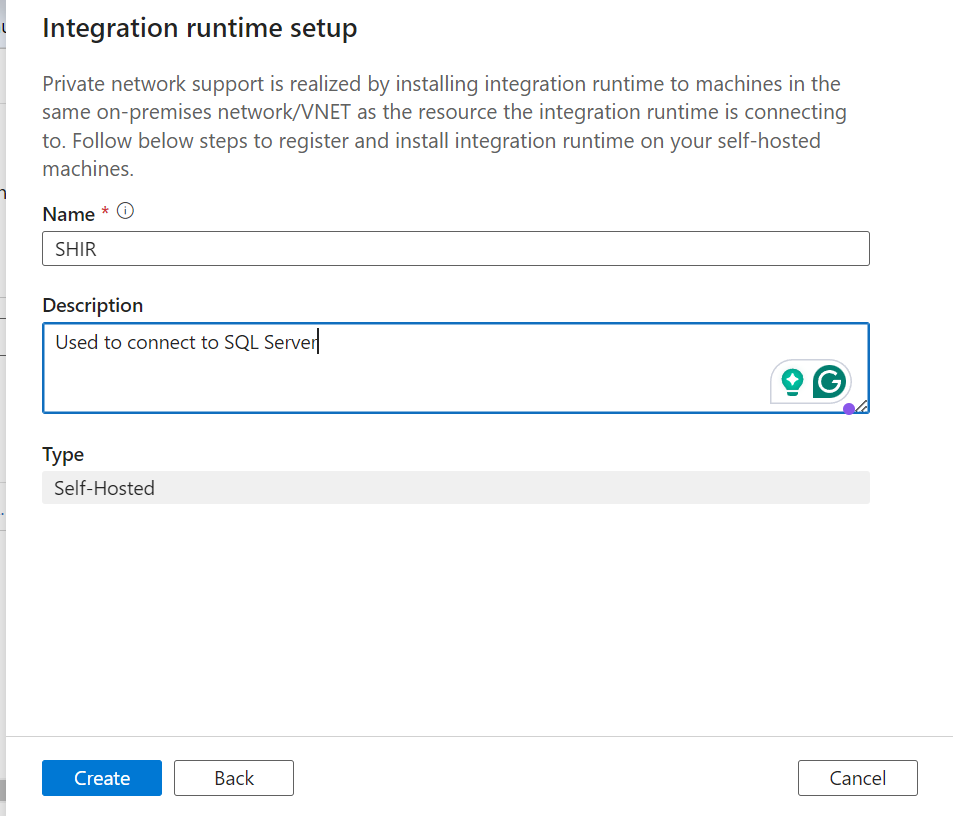 Integration runtime setup
Private network support is realized by installing integration runtime to machines in the
same on-premises network/VNET as the resource the integration runtime is connecting
to. Follow below steps to register and install integration runtime on your self-hosted
machines.
Name *
SHIR
Description
Used to connect to SQL Server
G
Type
Self-Hosted
Create
Back
Cancel